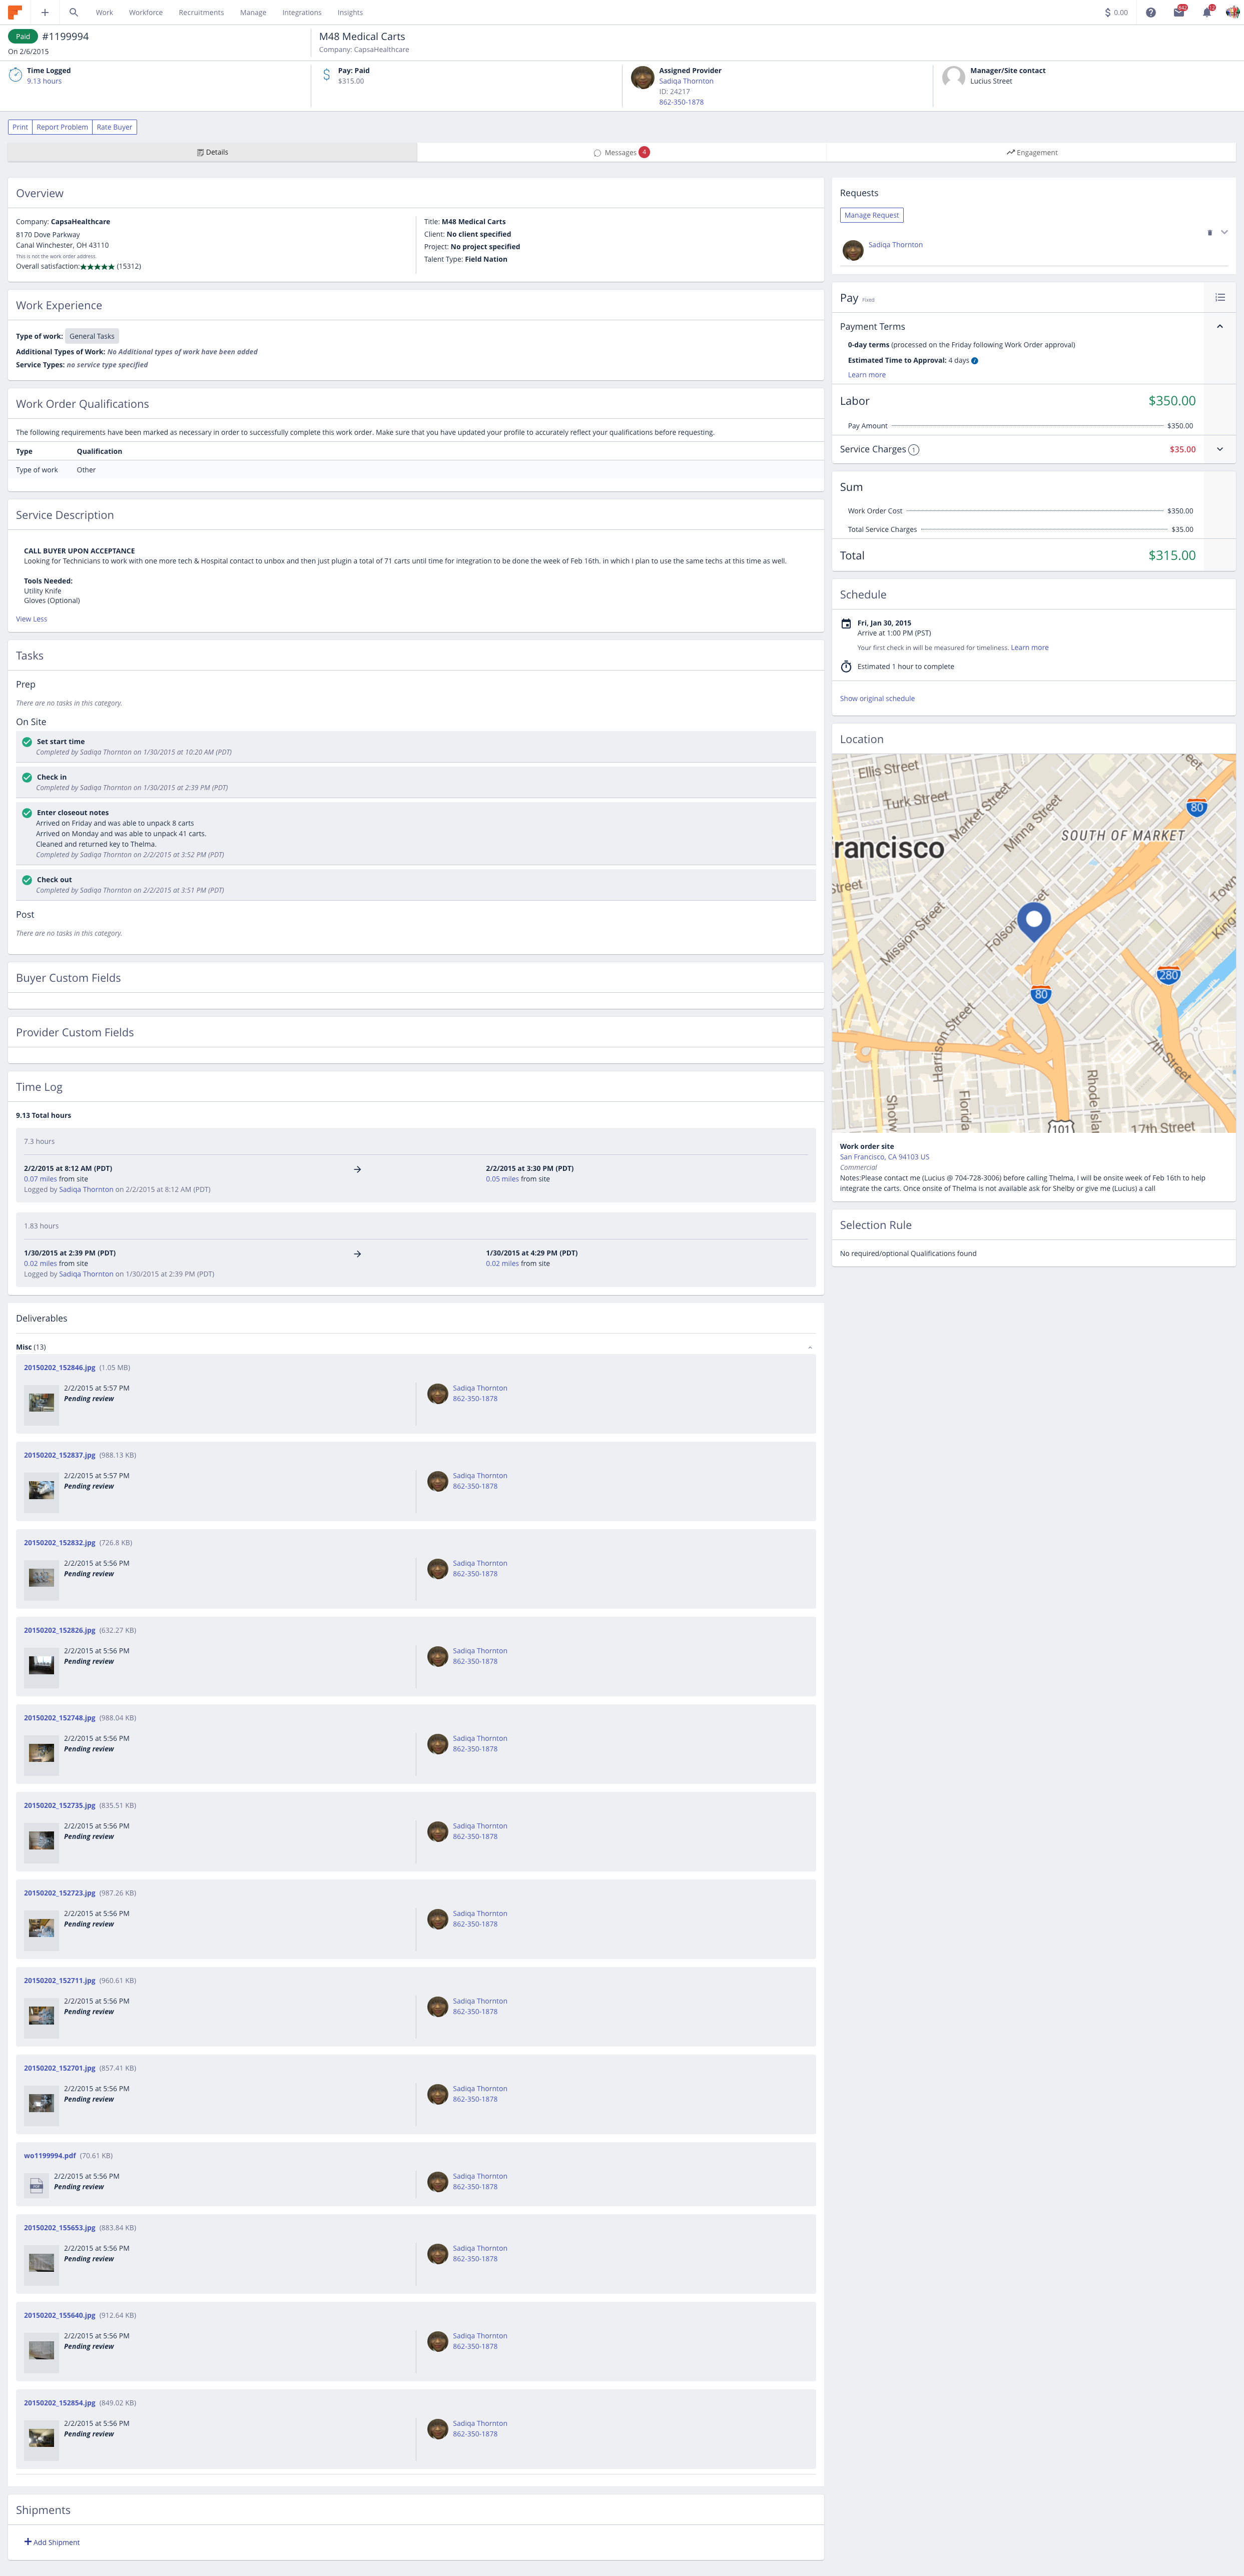 Work Workforce Recruitments Manage Integrations Insights
$ 0.00
Paid #1199994
On 2/6/2015
M48 Medical Carts
Company: CapsaHealthcare
Time Logged
9.13 hours
Pay: Paid
$315.00
Assigned Provider
Sadiqa Thornton
ID: 24217
862-350-1878
Manager/Site contact
Lucius Street
Print Report Problem Rate Buyer
Details
Messages 4
Engagement
Overview
Company: CapsaHealthcare
8170 Dove Parkway
Canal Winchester, OH 43110
This is not the work order address.
Overall satisfaction: (15312)
Title: M48 Medical Carts
Client: No client specified
Project: No project specified
Talent Type: Field Nation
Work Experience
Type of work: General Tasks
Additional Types of Work: No Additional types of work have been added
Service Types: no service type specified
Work Order Qualifications
The following requirements have been marked as necessary in order to successfully complete this work order. Make sure that you have updated your profile to accurately reflect your qualifications before requesting.
Type Qualification
Type of work Other
Service Description
CALL BUYER UPON ACCEPTANCE
Looking for Technicians to work with one more tech & Hospital contact to unbox and then just plugin a total of 71 carts until time for integration to be done the week of Feb 16th. in which I plan to use the same techs at this time as well.
Tools Needed:
Utility Knife
Gloves (Optional)
View Less
Tasks
Prep
There are no tasks in this category.
On Site
Set start time
Completed by Sadiqa Thornton on 1/30/2015 at 10:20 AM (PDT)
Check in
Completed by Sadiqa Thornton on 1/30/2015 at 2:39 PM (PDT)
Enter closeout notes
Arrived on Friday and was able to unpack 8 carts
Arrived on Monday and was able to unpack 41 carts.
Cleaned and returned key to Thelma.
Completed by Sadiqa Thornton on 2/2/2015 at 3:52 PM (PDT)
Check out
Completed by Sadiqa Thornton on 2/2/2015 at 3:51 PM (PDT)
Post
There are no tasks in this category.
Buyer Custom Fields
Provider Custom Fields
Time Log
9.13 Total hours
7.3 hours
2/2/2015 at 8:12 AM (PDT)
0.07 miles from site
Logged by Sadiqa Thornton on 2/2/2015 at 8:12 AM (PDT)
2/2/2015 at 3:30 PM (PDT)
0.05 miles from site
1.83 hours
1/30/2015 at 2:39 PM (PDT)
0.02 miles from site
Logged by Sadiqa Thornton on 1/30/2015 at 2:39 PM (PDT)
1/30/2015 at 4:29 PM (PDT)
0.02 miles from site
Deliverables
Misc (13)
20150202_152846.jpg (1.05 MB)
2/2/2015 at 5:57 PM
Pending review
Sadiqa Thornton
862-350-1878
20150202_152837.jpg (988.13 KB)
2/2/2015 at 5:57 PM
Pending review
Sadiqa Thornton
862-350-1878
20150202_152832.jpg (726.8 KB)
2/2/2015 at 5:56 PM
Pending review
Sadiqa Thornton
862-350-1878
20150202_152826.jpg (632.27 KB)
2/2/2015 at 5:56 PM
Pending review
Sadiqa Thornton
862-350-1878
20150202_152748.jpg (988.04 KB)
2/2/2015 at 5:56 PM
Pending review
Sadiqa Thornton
862-350-1878
20150202_152735.jpg (835.51 KB)
2/2/2015 at 5:56 PM
Pending review
Sadiqa Thornton
862-350-1878
20150202_152723.jpg (987.26 KB)
2/2/2015 at 5:56 PM
Pending review
Sadiqa Thornton
862-350-1878
20150202_152711.jpg (960.61 KB)
2/2/2015 at 5:56 PM
Pending review
Sadiqa Thornton
862-350-1878
20150202_152701.jpg (857.41 KB)
2/2/2015 at 5:56 PM
Pending review
Sadiqa Thornton
862-350-1878
wo1199994.pdf (70.61 KB)
2/2/2015 at 5:56 PM
Pending review
Sadiqa Thornton
862-350-1878
20150202_155653.jpg (883.84 KB)
2/2/2015 at 5:56 PM
Pending review
Sadiqa Thornton
862-350-1878
20150202_155640.jpg (912.64 KB)
2/2/2015 at 5:56 PM
Pending review
Sadiqa Thornton
862-350-1878
20150202_152854.jpg (849.02 KB)
2/2/2015 at 5:56 PM
Pending review
Sadiqa Thornton
862-350-1878
Shipments
Add Shipment
Requests
Manage Request
Sadiqa Thornton
Pay Fixed
Payment Terms
0-day terms (processed on the Friday following Work Order approval)
Estimated Time to Approval: 4 days
Learn more
Labor $350.00
Pay Amount $350.00
Service Charges 1 $35.00
Sum
Work Order Cost $350.00
Total Service Charges $35.00
Total $315.00
Schedule
Fri, Jan 30, 2015
Arrive at 1:00 PM (PST)
Your first check in will be measured for timeliness. Learn more
Estimated 1 hour to complete
Show original schedule
Location
Ellis Street
Turk Street
Market Street
Minna Street
80
SOUTH OF MARKET
rancisco
Street
Mission Street
Folsom
Street
Town
King
280
80
Harrison Street
7th Street
Shotw
Florida
Rhode Islan
101
17th Street
Work order site
San Francisco, CA 94103 US
Commercial
Notes:Please contact me (Lucius @ 704-728-3006) before calling Thelma, I will be onsite week of Feb 16th to help
integrate the carts. Once onsite of Thelma is not available ask for Shelby or give me (Lucius) a call
Selection Rule
No required/optional Qualifications found